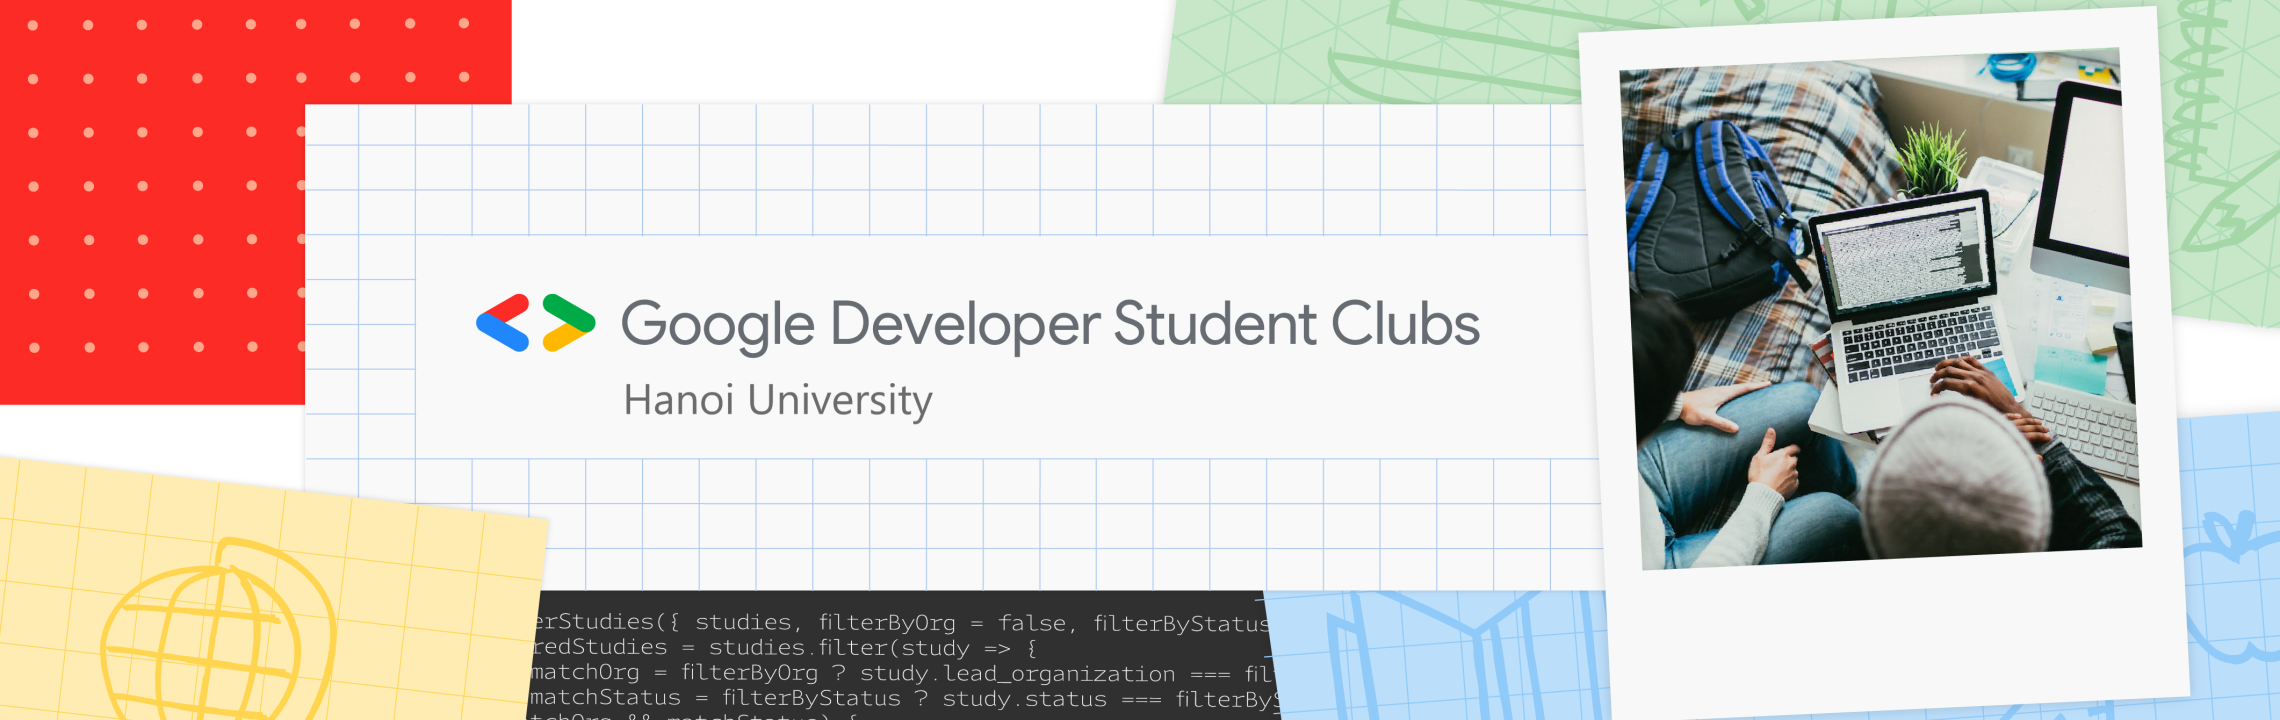 Google Developer Student Clubs
Hanoi University
erStudies({ studies, filterByOrg = false, filterByStatus
redStudies = studies.filter(study => {
matchOrg = filterByOrg ? study.lead_organization === fil
matchStatus = filterByStatus ? study.status === filterByS